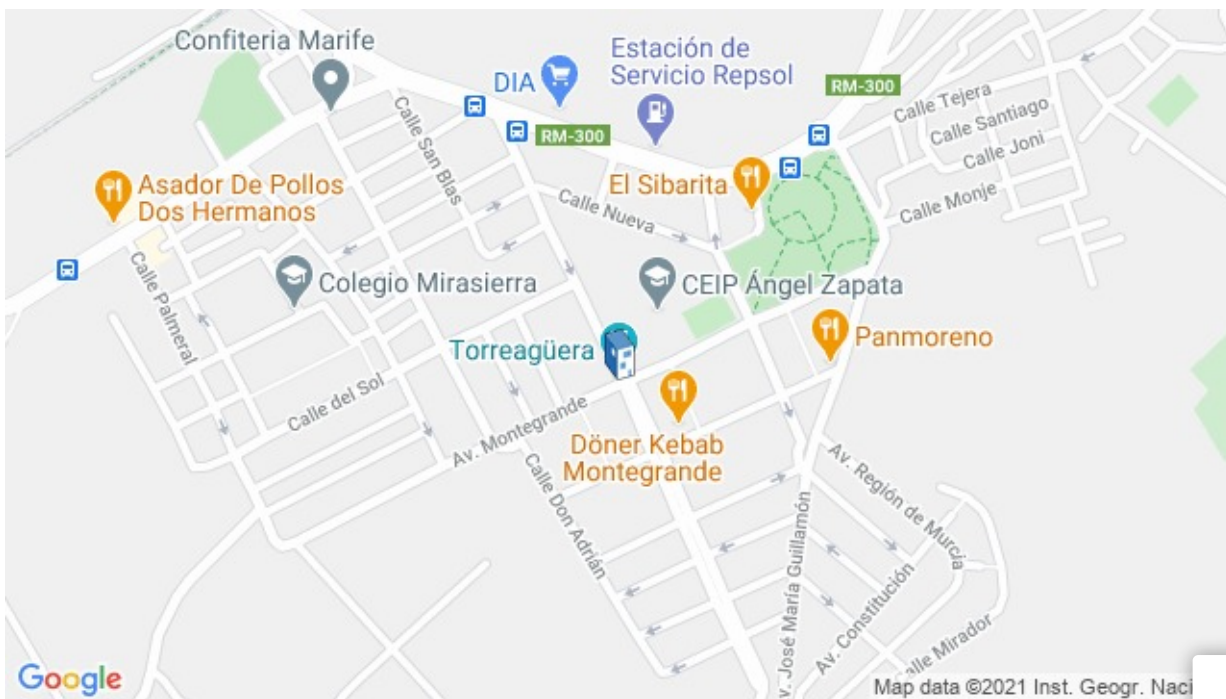 Confiteria Marife
DIA
Estación de
Servicio Repsol
RM-300
RM-300
Calle Tejera
Calle Santiago
Calle Joni
Calle Monje
Calle San Blas
Asador De Pollos
Dos Hermanos
El Sibarita
Calle Nueva
Calle Palmeral
Colegio Mirasierra
CEIP Ángel Zapata
Torreagüera
Panmoreno
Calle del Sol
Av. Montegrande
Döner Kebab
Montegrande
Calle Don Adrián
Av. Región de Murcia
Av. José María Guillamón
Av. Constitución
Calle Mirador
Google
Map data ©2021 Inst. Geogr. Naci